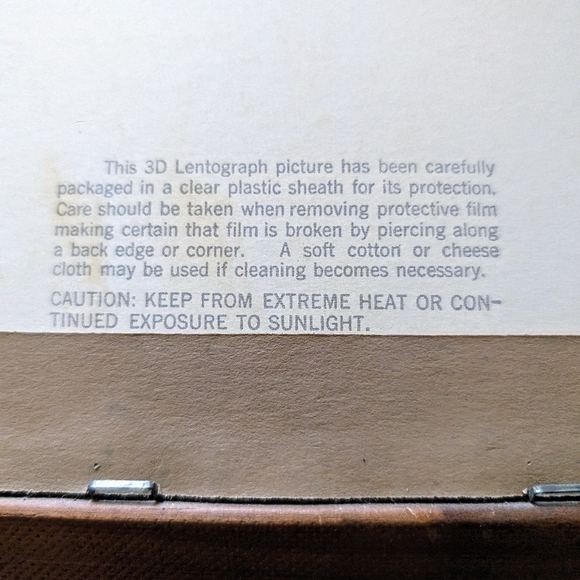 This 3D Lentograph picture has been carefully
packaged in a clear plastic sheath for its protection.
Care should be taken when removing protective film
making certain that film is broken by piercing along
a back edge or corner. A soft cotton or cheese
cloth may be used if cleaning becomes necessary.
CAUTION: KEEP FROM EXTREME HEAT OR CON-
TINUED EXPOSURE TO SUNLIGHT.